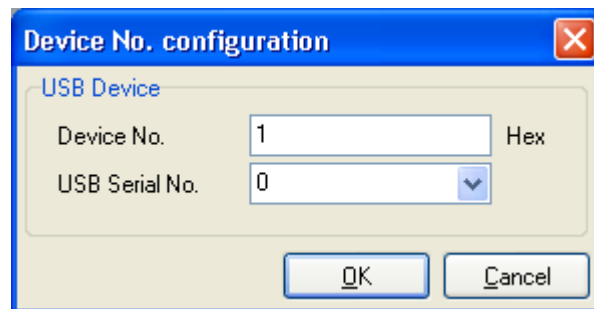 Device No. configuration
USB Device
Device No. 1 Hex
USB Serial No. 0
OK Cancel